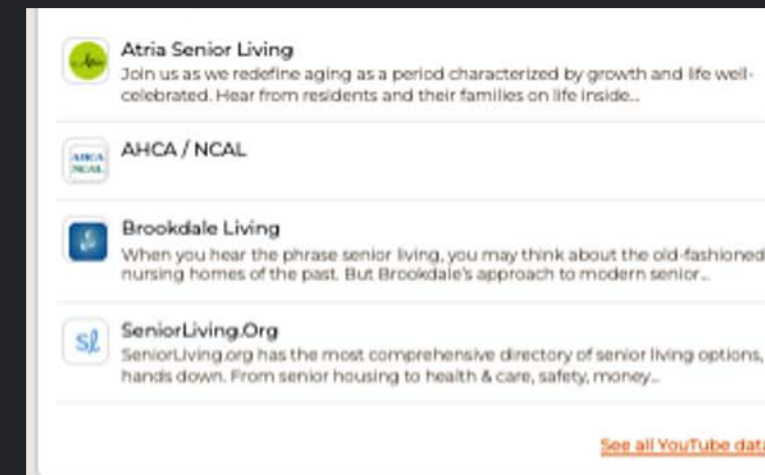 Atria Senior Living
Join us as we redefine aging as a period characterized by growth and life well-
celebrated. Hear from residents and their families on life inside...
AHCA
NCAL
AHCA / NCAL
Brookdale Living
When you hear the phrase senior living, you may think about the old-fashioned
nursing homes of the past. But Brookdale's approach to modern senior...
sl
SeniorLiving.Org
SeniorLiving.org has the most comprehensive directory of senior living options,
hands down. From senior housing to health & care, safety, money...
See all YouTube data